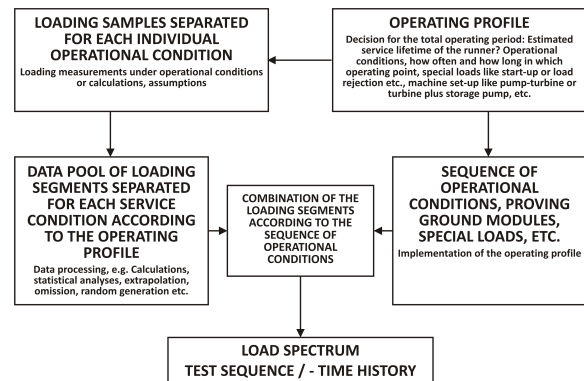 LOADING SAMPLES SEPARATED
FOR EACH INDIVIDUAL
OPERATIONAL CONDITION
Loading measurements under operational conditions
or calculations, assumptions
OPERATING PROFILE
Decision for the total operating period: Estimated
service lifetime of the runner? Operational
conditions, how often and how long in which
operating point, special loads like start-up or load
rejection etc., machine set-up like pump-turbine or
turbine plus storage pump, etc.
DATA POOL OF LOADING
SEGMENTS SEPARATED
FOR EACH SERVICE
CONDITION ACCORDING
TO THE OPERATING
PROFILE
Data processing, e.g. Calculations,
statistical analyses, extrapolation,
omission, random generation etc.
COMBINATION OF THE
LOADING SEGMENTS
ACCORDING TO THE
SEQUENCE OF
OPERATIONAL
CONDITIONS
SEQUENCE OF
OPERATIONAL
CONDITIONS, PROVING
GROUND MODULES,
SPECIAL LOADS, ETC.
Implementation of the operating profile
LOAD SPECTRUM
TEST SEQUENCE / - TIME HISTORY